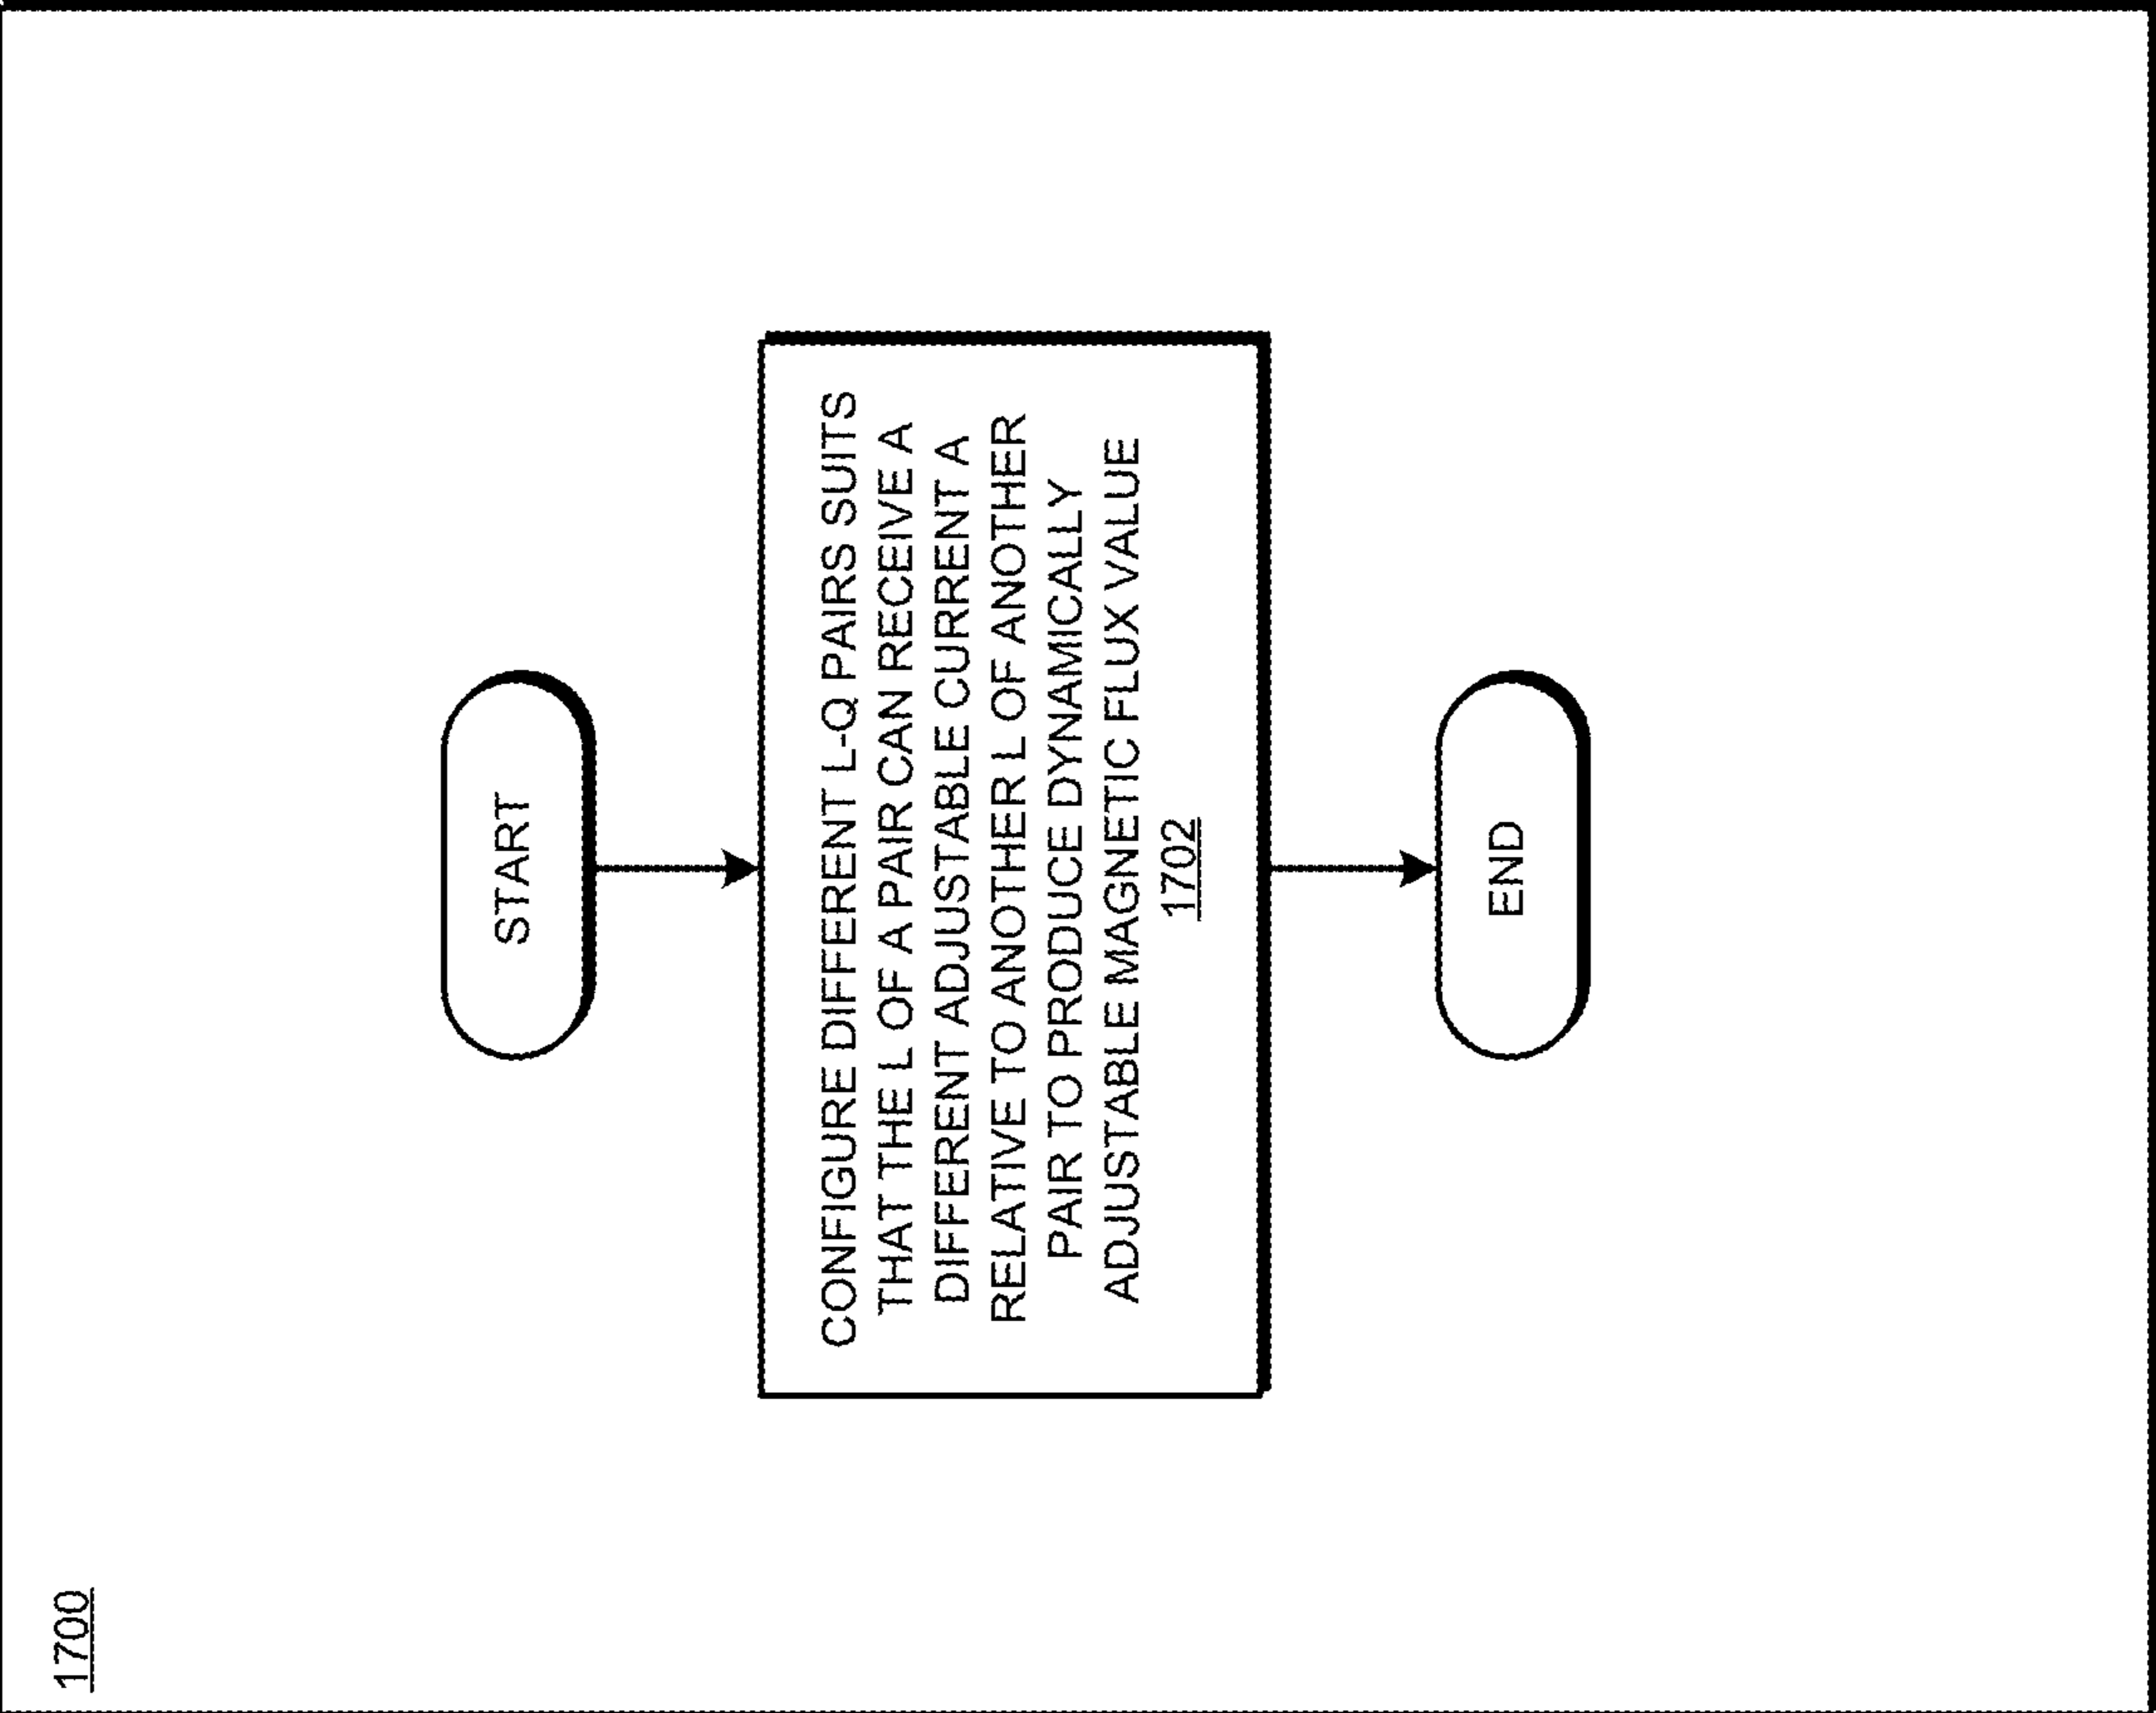 1700
START
CONFIGURE DIFFERENT L-Q PAIRS SUITS
THAT THE L OF A PAIR CAN RECEIVE A
DIFFERENT ADJUSTABLE CURRENT A
RELATIVE TO ANOTHER L OF ANOTHER
PAIR TO PRODUCE DYNAMICALLY
ADJUSTABLE MAGNETIC FLUX VALUE
1702
END